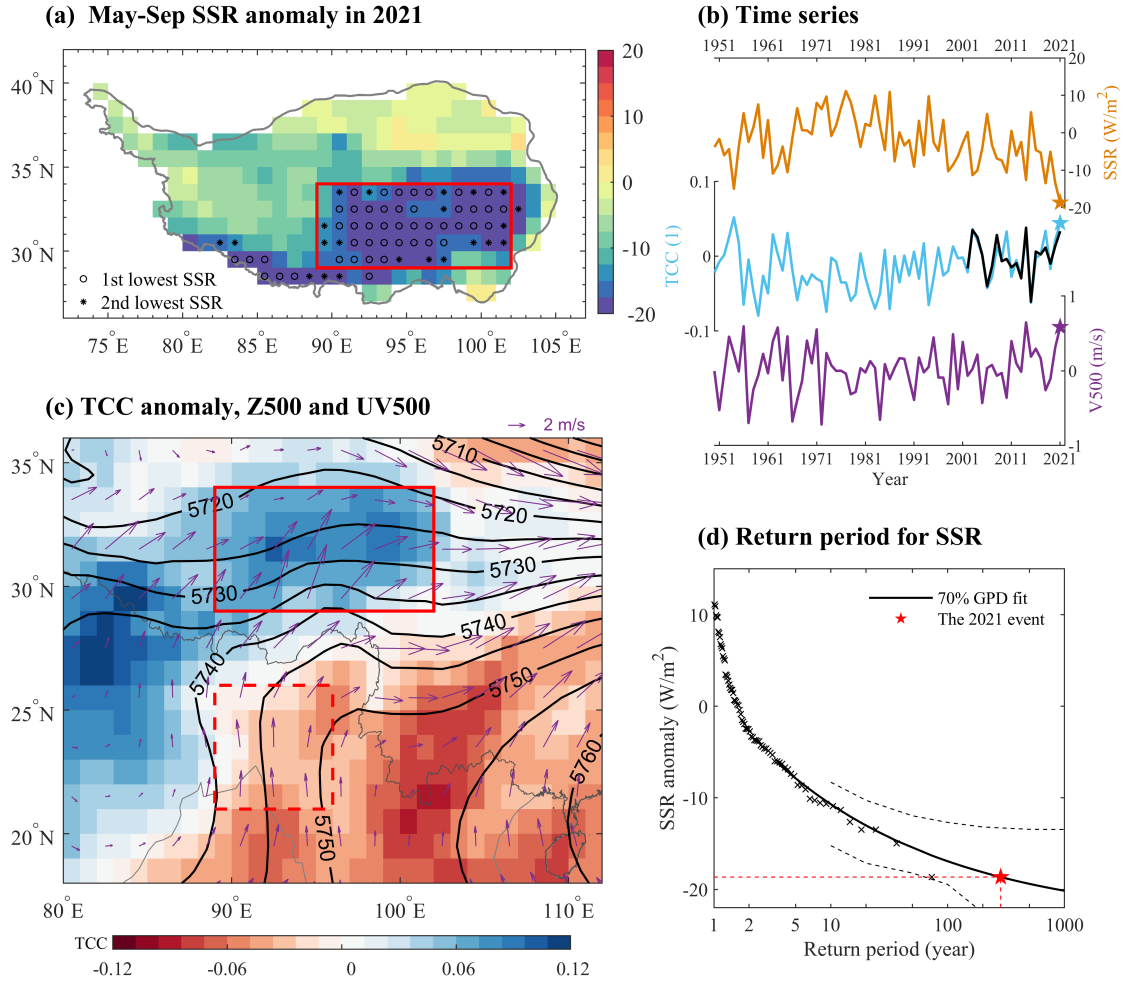 (a) May-Sep SSR anomaly in 2021
40°N
35°N
30°N
75°E 80°E 85°E 90°E 95°E 100°E 105°E
○ 1st lowest SSR
* 2nd lowest SSR
20
10
0
-10
-20
(b) Time series
1951 1961 1971 1981 1991 2001 2011 2021
20
10
0
-10
-20
SSR (W/m²)
0.1
0
-0.1
TCC (1)
1
0
-1
V500 (m/s)
1951 1961 1971 1981 1991 2001 2011 2021
Year
(c) TCC anomaly, Z500 and UV500
2 m/s
35°N
30°N
25°N
20°N
80°E 90°E 100°E 110°E
5710
5720
5720
5730
5730
5740
5740
5750
5760
5750
TCC
-0.12 -0.06 0 0.06 0.12
(d) Return period for SSR
70% GPD fit
The 2021 event
10
0
-10
-20
SSR anomaly (W/m²)
1 2 5 10 100 1000
Return period (year)